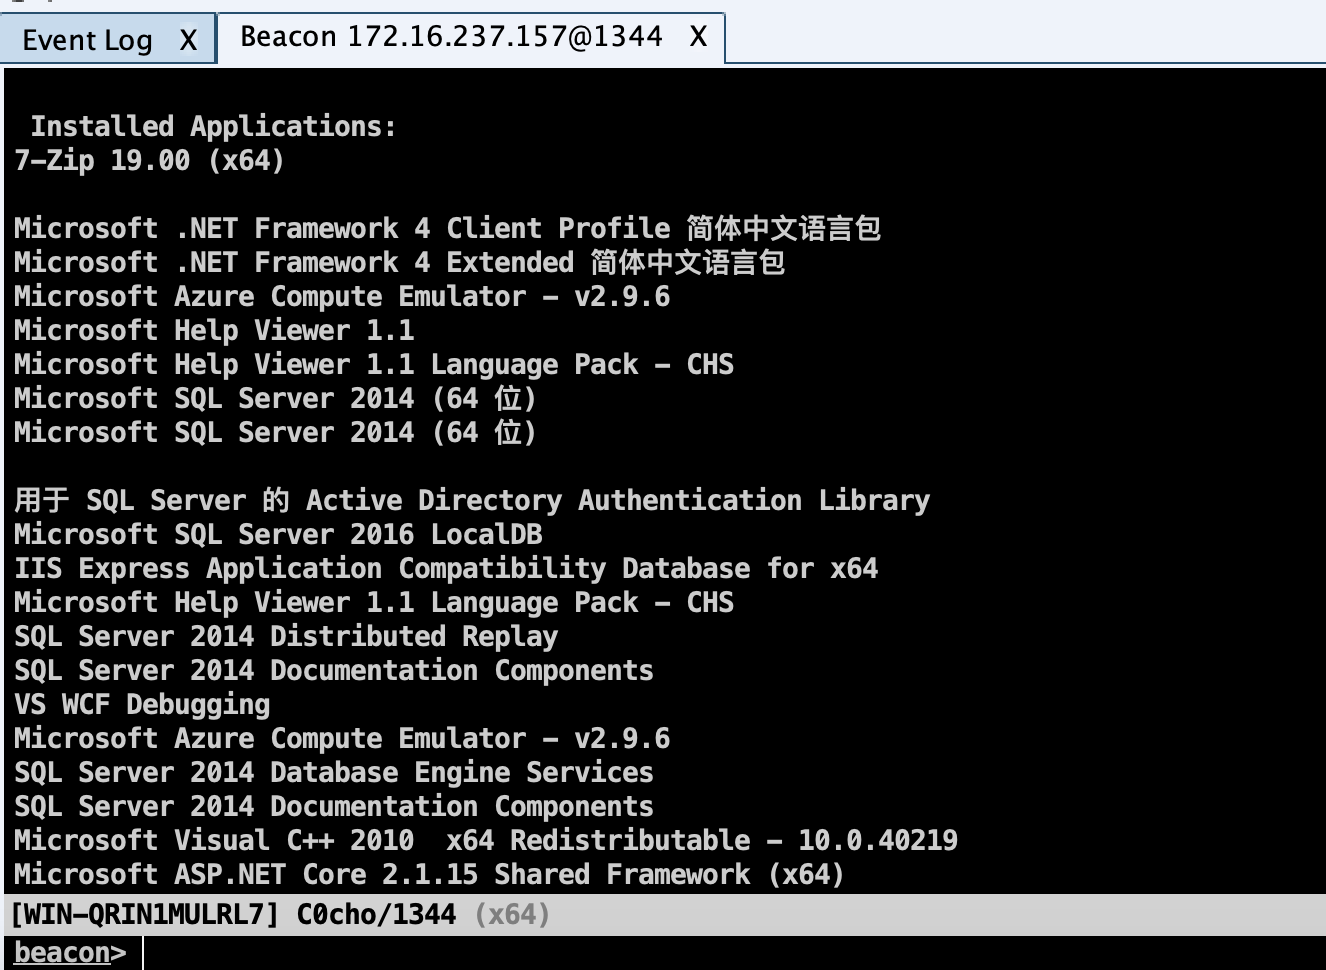 Event Log X
Beacon 172.16.237.157@1344 X
Installed Applications:
7-Zip 19.00 (x64)
Microsoft .NET Framework 4 Client Profile 简体中文语言包
Microsoft .NET Framework 4 Extended 简体中文语言包
Microsoft Azure Compute Emulator - v2.9.6
Microsoft Help Viewer 1.1
Microsoft Help Viewer 1.1 Language Pack - CHS
Microsoft SQL Server 2014 (64 位)
Microsoft SQL Server 2014 (64 位)
用于 SQL Server 的 Active Directory Authentication Library
Microsoft SQL Server 2016 LocalDB
IIS Express Application Compatibility Database for x64
Microsoft Help Viewer 1.1 Language Pack - CHS
SQL Server 2014 Distributed Replay
SQL Server 2014 Documentation Components
VS WCF Debugging
Microsoft Azure Compute Emulator - v2.9.6
SQL Server 2014 Database Engine Services
SQL Server 2014 Documentation Components
Microsoft Visual C++ 2010  x64 Redistributable - 10.0.40219
Microsoft ASP.NET Core 2.1.15 Shared Framework (x64)
[WIN-QRIN1MULRL7] C0cho/1344 (x64)
beacon>